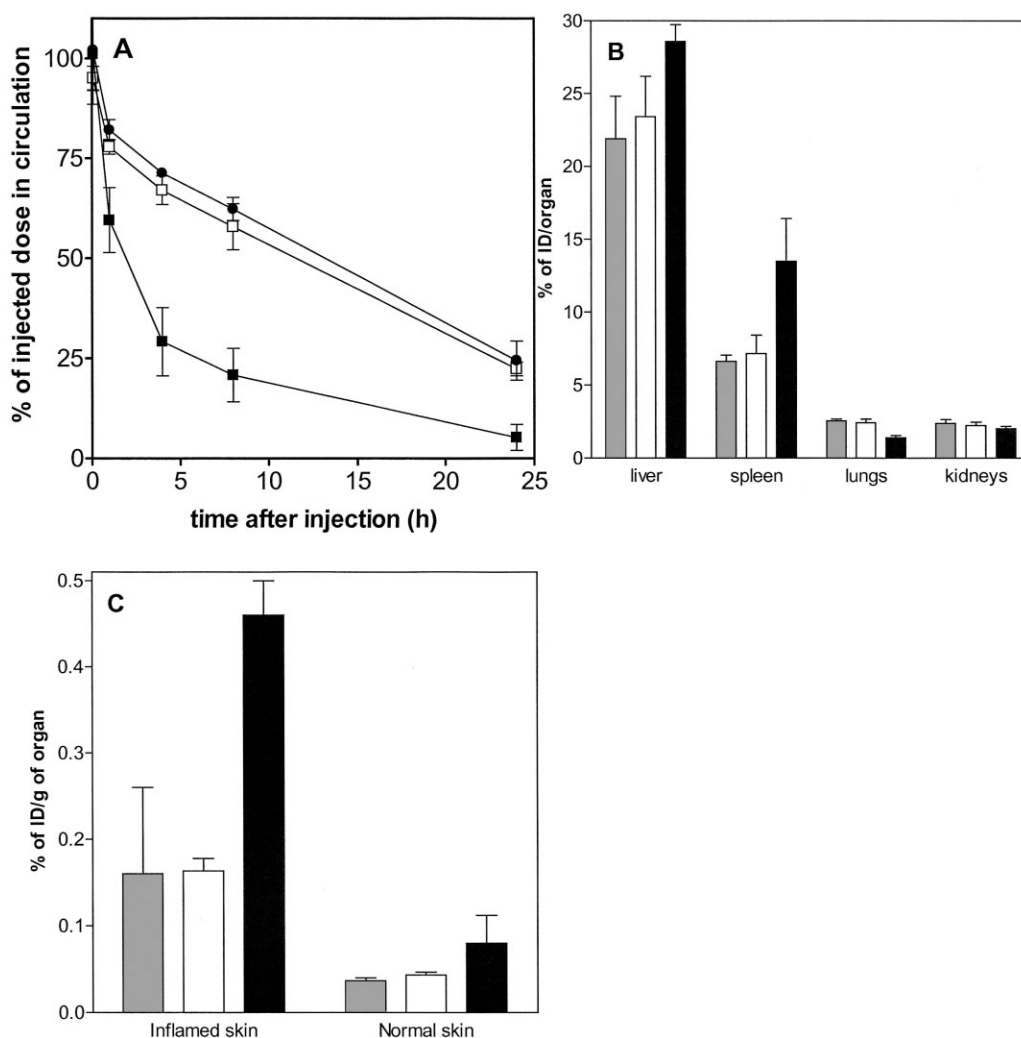 A
% of injected dose in circulation
100
75
50
25
0
0 5 10 15 20 25
time after injection (h)
B
% of ID/organ
30
25
20
15
10
5
0
liver spleen lungs kidneys
C
% of ID/g of organ
0.5
0.4
0.3
0.2
0.1
0.0
Inflamed skin Normal skin